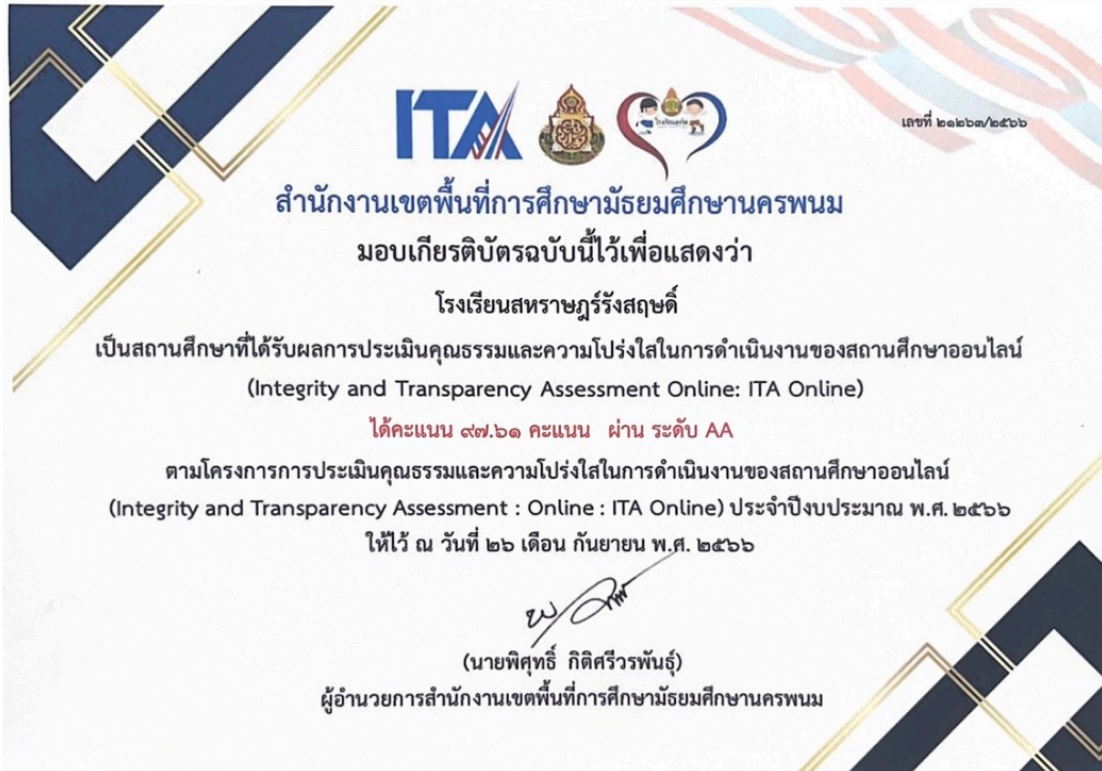 ITA
โรงเรียนสุจริต
เลขที่ ๒๑๒๖๓/๒๕๖๖
สำนักงานเขตพื้นที่การศึกษามัธยมศึกษานครพนม
มอบเกียรติบัตรฉบับนี้ไว้เพื่อแสดงว่า
โรงเรียนสหราษฎร์รังสฤษดิ์
เป็นสถานศึกษาที่ได้รับผลการประเมินคุณธรรมและความโปร่งใสในการดำเนินงานของสถานศึกษาออนไลน์
(Integrity and Transparency Assessment Online: ITA Online)
ได้คะแนน ๙๗.๖๑ คะแนน ผ่าน ระดับ AA
ตามโครงการการประเมินคุณธรรมและความโปร่งใสในการดำเนินงานของสถานศึกษาออนไลน์
(Integrity and Transparency Assessment : Online : ITA Online) ประจำปีงบประมาณ พ.ศ. ๒๕๖๖
ให้ไว้ ณ วันที่ ๒๖ เดือน กันยายน พ.ศ. ๒๕๖๖
(นายพิศุทธิ์ กิติศรีวรพันธุ์)
ผู้อำนวยการสำนักงานเขตพื้นที่การศึกษามัธยมศึกษานครพนม